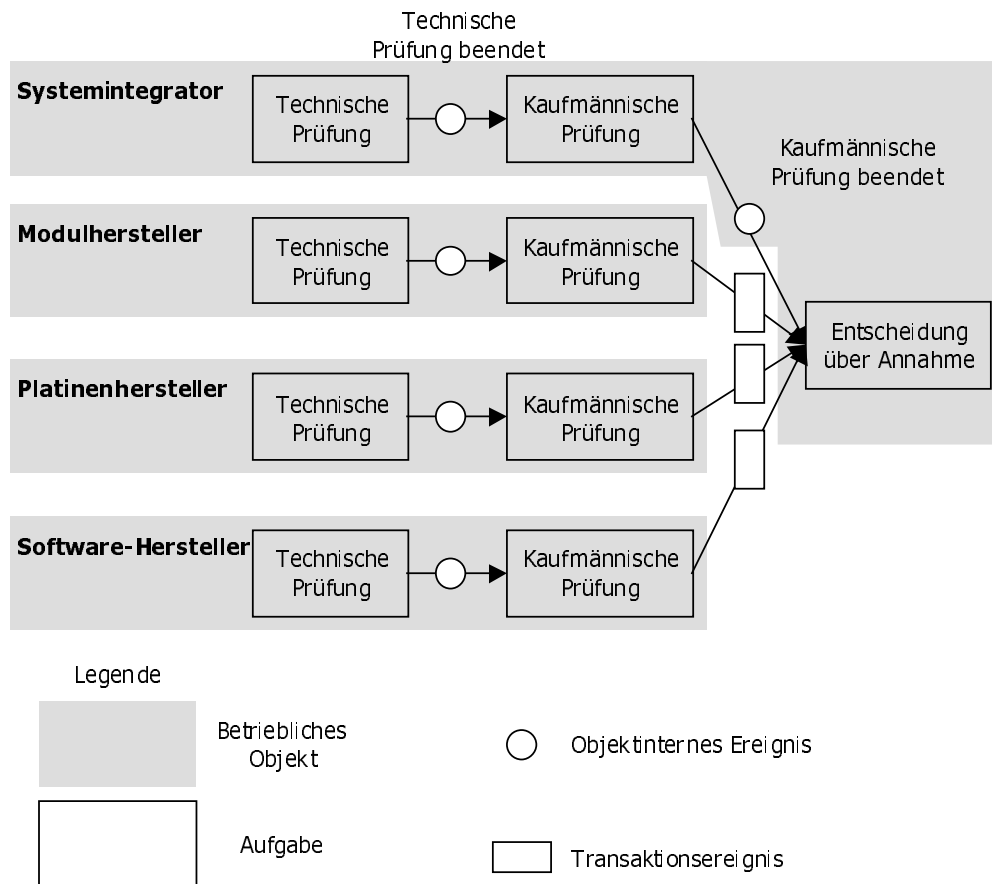 Technische
Prüfung beendet
Systemintegrator
Technische
Prüfung
Kaufmännische
Prüfung
Kaufmännische
Prüfung beendet
Modulhersteller
Technische
Prüfung
Kaufmännische
Prüfung
Entscheidung
über Annahme
Platinenhersteller
Technische
Prüfung
Kaufmännische
Prüfung
Software-Hersteller
Technische
Prüfung
Kaufmännische
Prüfung
Legende
Betriebliches
Objekt
Objektinternes Ereignis
Aufgabe
Transaktionsereignis